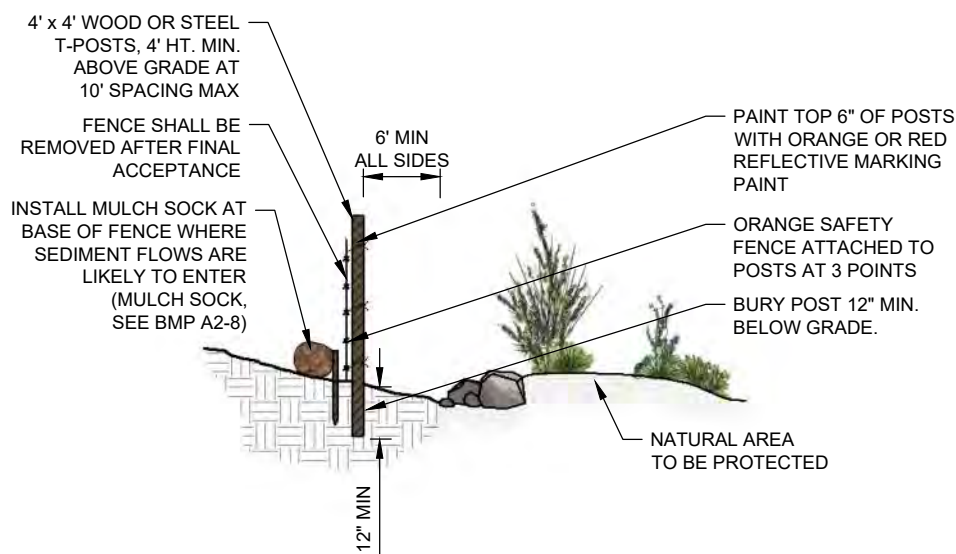 4' x 4' WOOD OR STEEL
T-POSTS, 4' HT. MIN.
ABOVE GRADE AT
10' SPACING MAX
FENCE SHALL BE
REMOVED AFTER FINAL
ACCEPTANCE
INSTALL MULCH SOCK AT
BASE OF FENCE WHERE
SEDIMENT FLOWS ARE
LIKELY TO ENTER
(MULCH SOCK,
SEE BMP A2-8)
6' MIN
ALL SIDES
PAINT TOP 6" OF POSTS
WITH ORANGE OR RED
REFLECTIVE MARKING
PAINT
ORANGE SAFETY
FENCE ATTACHED TO
POSTS AT 3 POINTS
BURY POST 12" MIN.
BELOW GRADE.
NATURAL AREA
TO BE PROTECTED
12" MIN